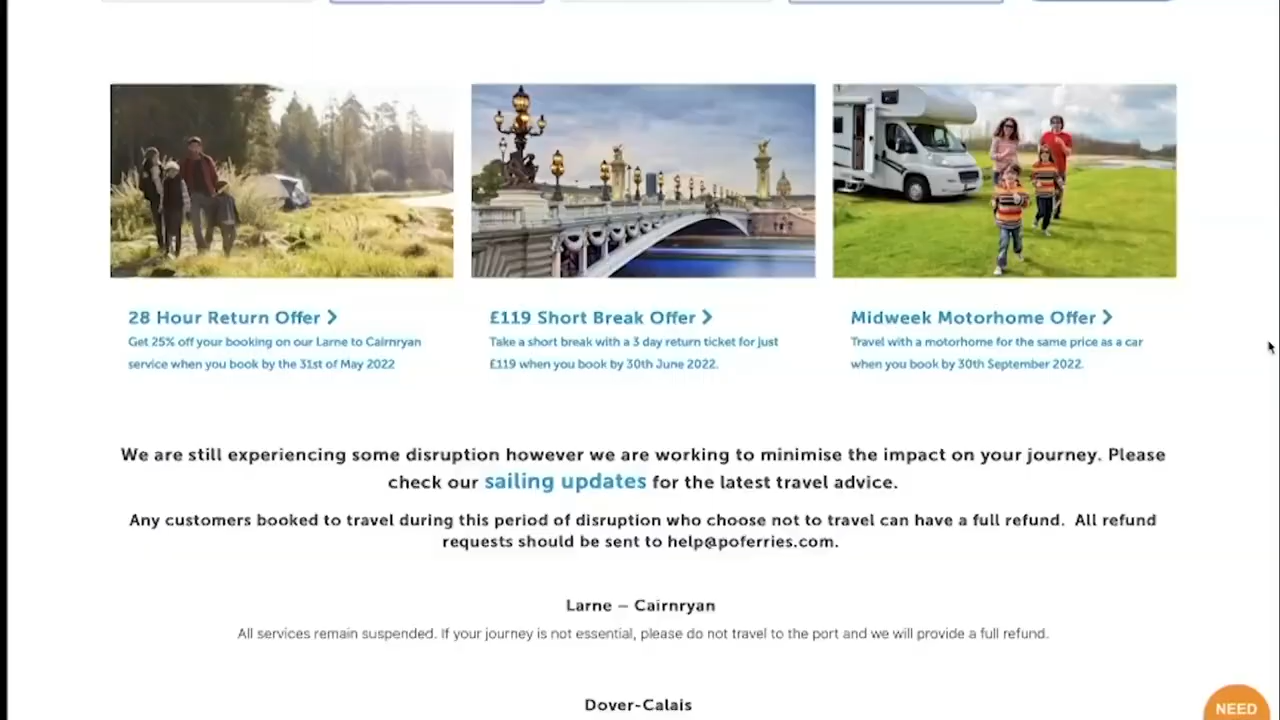 28 Hour Return Offer
Get 25% off your booking on our Larne to Cairnryan
service when you book by the 31st of May 2022
£119 Short Break Offer
Take a short break with a 3 day return ticket for just
£119 when you book by 30th June 2022.
Midweek Motorhome Offer
Travel with a motorhome for the same price as a car
when you book by 30th September 2022.
We are still experiencing some disruption however we are working to minimise the impact on your journey. Please
check our sailing updates for the latest travel advice.
Any customers booked to travel during this period of disruption who choose not to travel can have a full refund. All refund
requests should be sent to help@poferries.com.
Larne – Cairnryan
All services remain suspended. If your journey is not essential, please do not travel to the port and we will provide a full refund.
Dover-Calais
NEED